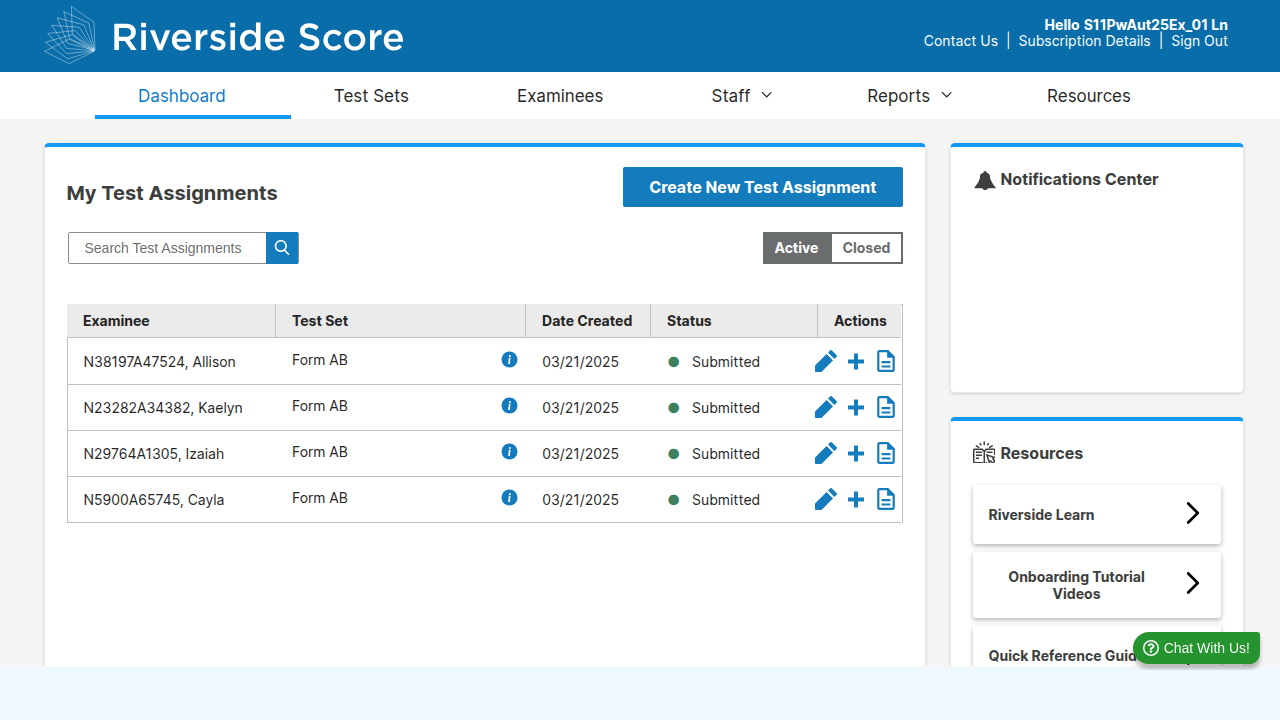 Riverside Score
Hello S11PwAut25Ex_01 Ln
Contact Us | Subscription Details | Sign Out
Dashboard Test Sets Examinees Staff Reports Resources
My Test Assignments
Create New Test Assignment
Search Test Assignments
Active Closed
Examinee Test Set Date Created Status Actions
N38197A47524, Allison Form AB 03/21/2025 Submitted
N23282A34382, Kaelyn Form AB 03/21/2025 Submitted
N29764A1305, Izaiah Form AB 03/21/2025 Submitted
N5900A65745, Cayla Form AB 03/21/2025 Submitted
Notifications Center
Resources
Riverside Learn
Onboarding Tutorial
Videos
Quick Reference
Chat With Us!